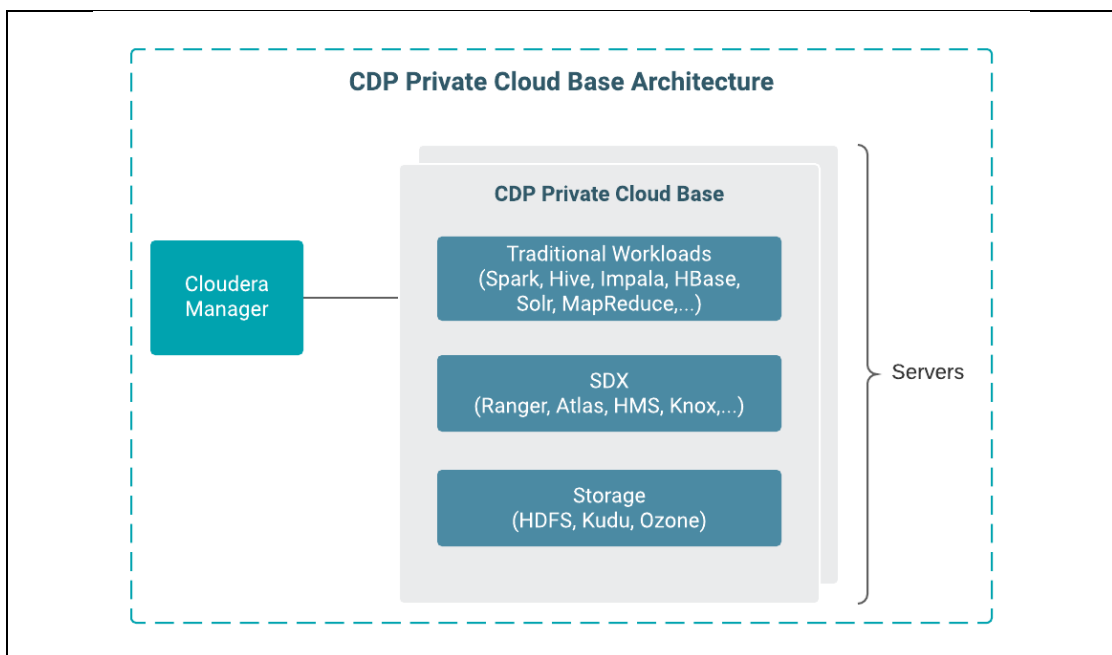 CDP Private Cloud Base Architecture
CDP Private Cloud Base
Cloudera
Manager
Traditional Workloads
(Spark, Hive, Impala, HBase,
Solr, MapReduce,...)
SDX
(Ranger, Atlas, HMS, Knox,...)
Storage
(HDFS, Kudu, Ozone)
Servers